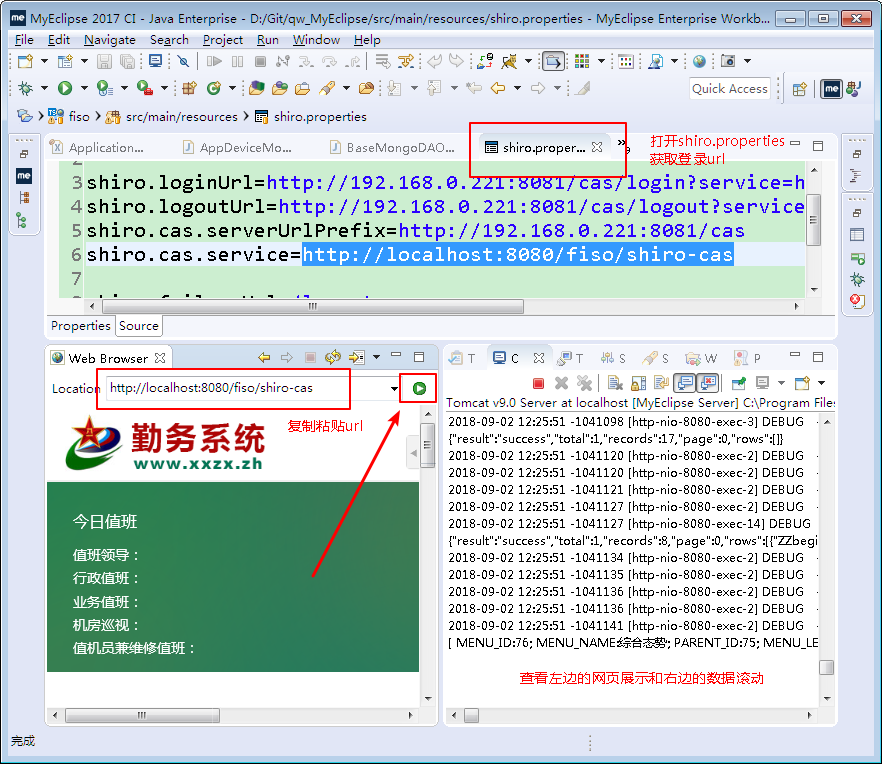 MyEclipse 2017 CI - Java Enterprise - D:/Git/qw_MyEclipse/src/main/resources/shiro.properties - MyEclipse Enterprise Workb...
File Edit Navigate Search Project Run Window Help
Quick Access
me
fiso src/main/resources shiro.properties
Application... AppDeviceMo... BaseMongoDAO... shiro.proper...
打开shiro.properties
获取登录url
3 shiro.loginUrl=http://192.168.0.221:8081/cas/login?service=h
4 shiro.logoutUrl=http://192.168.0.221:8081/cas/logout?service
5 shiro.cas.serverUrlPrefix=http://192.168.0.221:8081/cas
6 shiro.cas.service=http://localhost:8080/fiso/shiro-cas
7
Properties Source
Web Browser
Location http://localhost:8080/fiso/shiro-cas
复制粘贴url
勤务系统
www.xxzx.zh
今日值班
值班领导：
行政值班：
业务值班：
机房巡视：
值机员兼维修值班：
T C T S S W P
Tomcat v9.0 Server at localhost [MyEclipse Server] C:\Program Files
2018-09-02 12:25:51 -1041098 [http-nio-8080-exec-3] DEBUG -
{"result":"success","total":1,"records":17,"page":0,"rows":[]}
2018-09-02 12:25:51 -1041120 [http-nio-8080-exec-2] DEBUG -
2018-09-02 12:25:51 -1041120 [http-nio-8080-exec-2] DEBUG -
2018-09-02 12:25:51 -1041121 [http-nio-8080-exec-2] DEBUG -
2018-09-02 12:25:51 -1041127 [http-nio-8080-exec-2] DEBUG -
2018-09-02 12:25:51 -1041127 [http-nio-8080-exec-14] DEBUG
{"result":"success","total":1,"records":8,"page":0,"rows":[{"ZZbegi
2018-09-02 12:25:51 -1041134 [http-nio-8080-exec-2] DEBUG -
2018-09-02 12:25:51 -1041135 [http-nio-8080-exec-2] DEBUG -
2018-09-02 12:25:51 -1041136 [http-nio-8080-exec-2] DEBUG -
2018-09-02 12:25:51 -1041136 [http-nio-8080-exec-2] DEBUG -
2018-09-02 12:25:51 -1041141 [http-nio-8080-exec-2] DEBUG -
[ MENU_ID:76; MENU_NAME:综合态势; PARENT_ID:75; MENU_LE
查看左边的网页展示和右边的数据滚动
完成